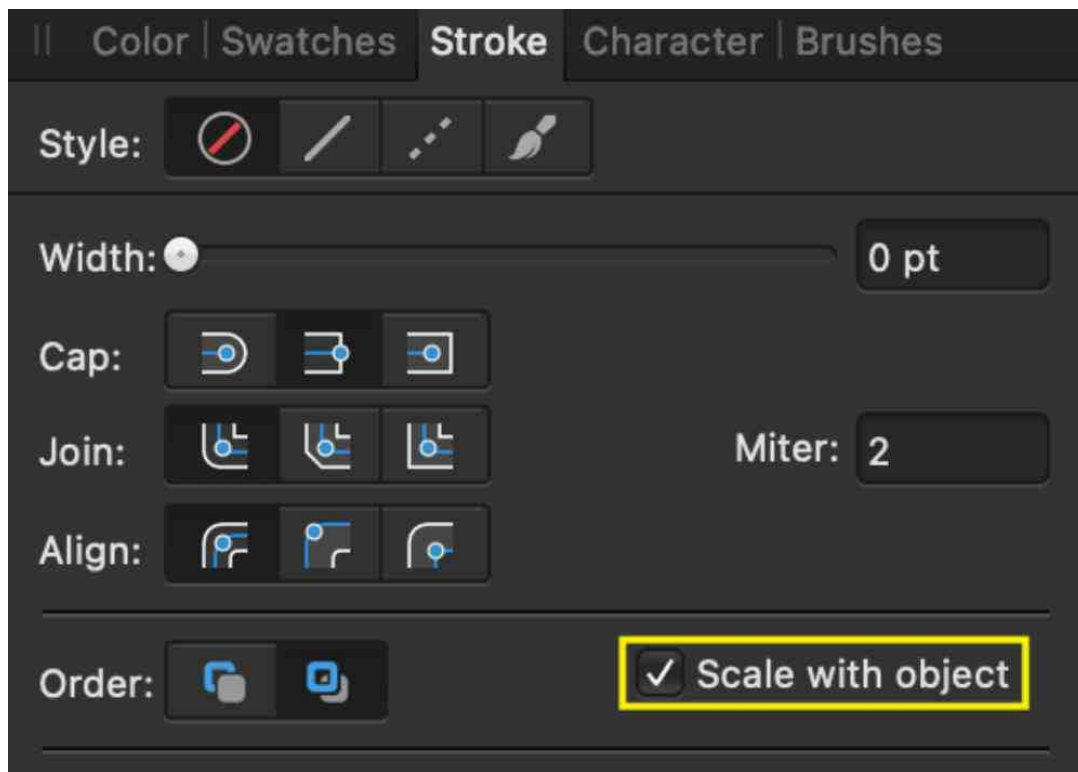 Color | Swatches Stroke Character | Brushes
Style:
Width: 0 pt
Cap:
Join: Miter: 2
Align:
Order: Scale with object